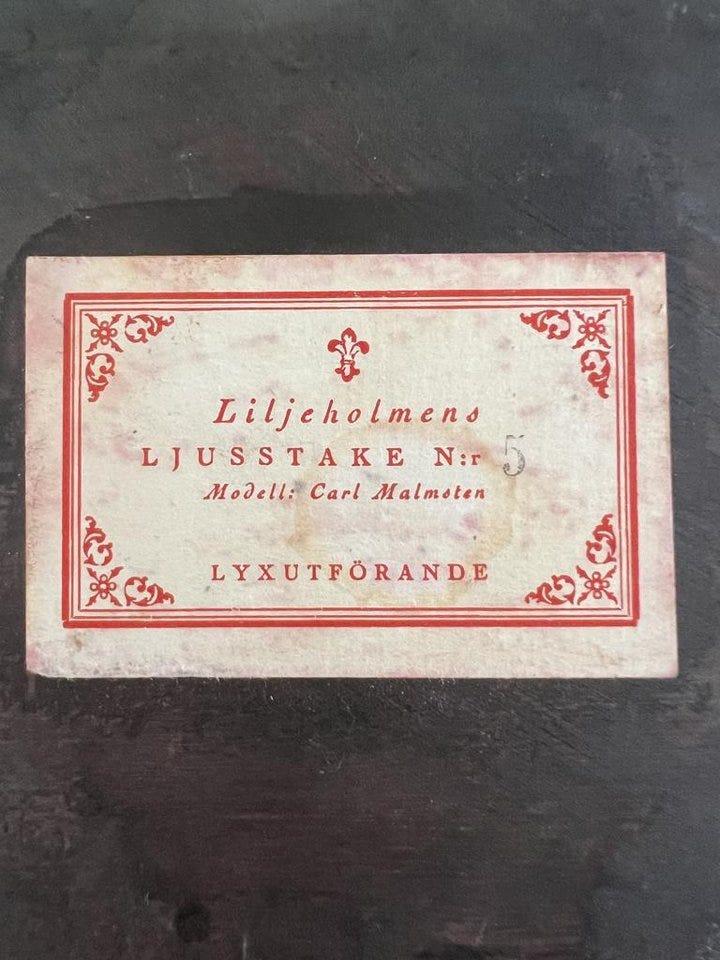 Liljeholmens
LJUSSTAKE N:r 5
Modell: Carl Malmsten
LYXUTFÖRANDE